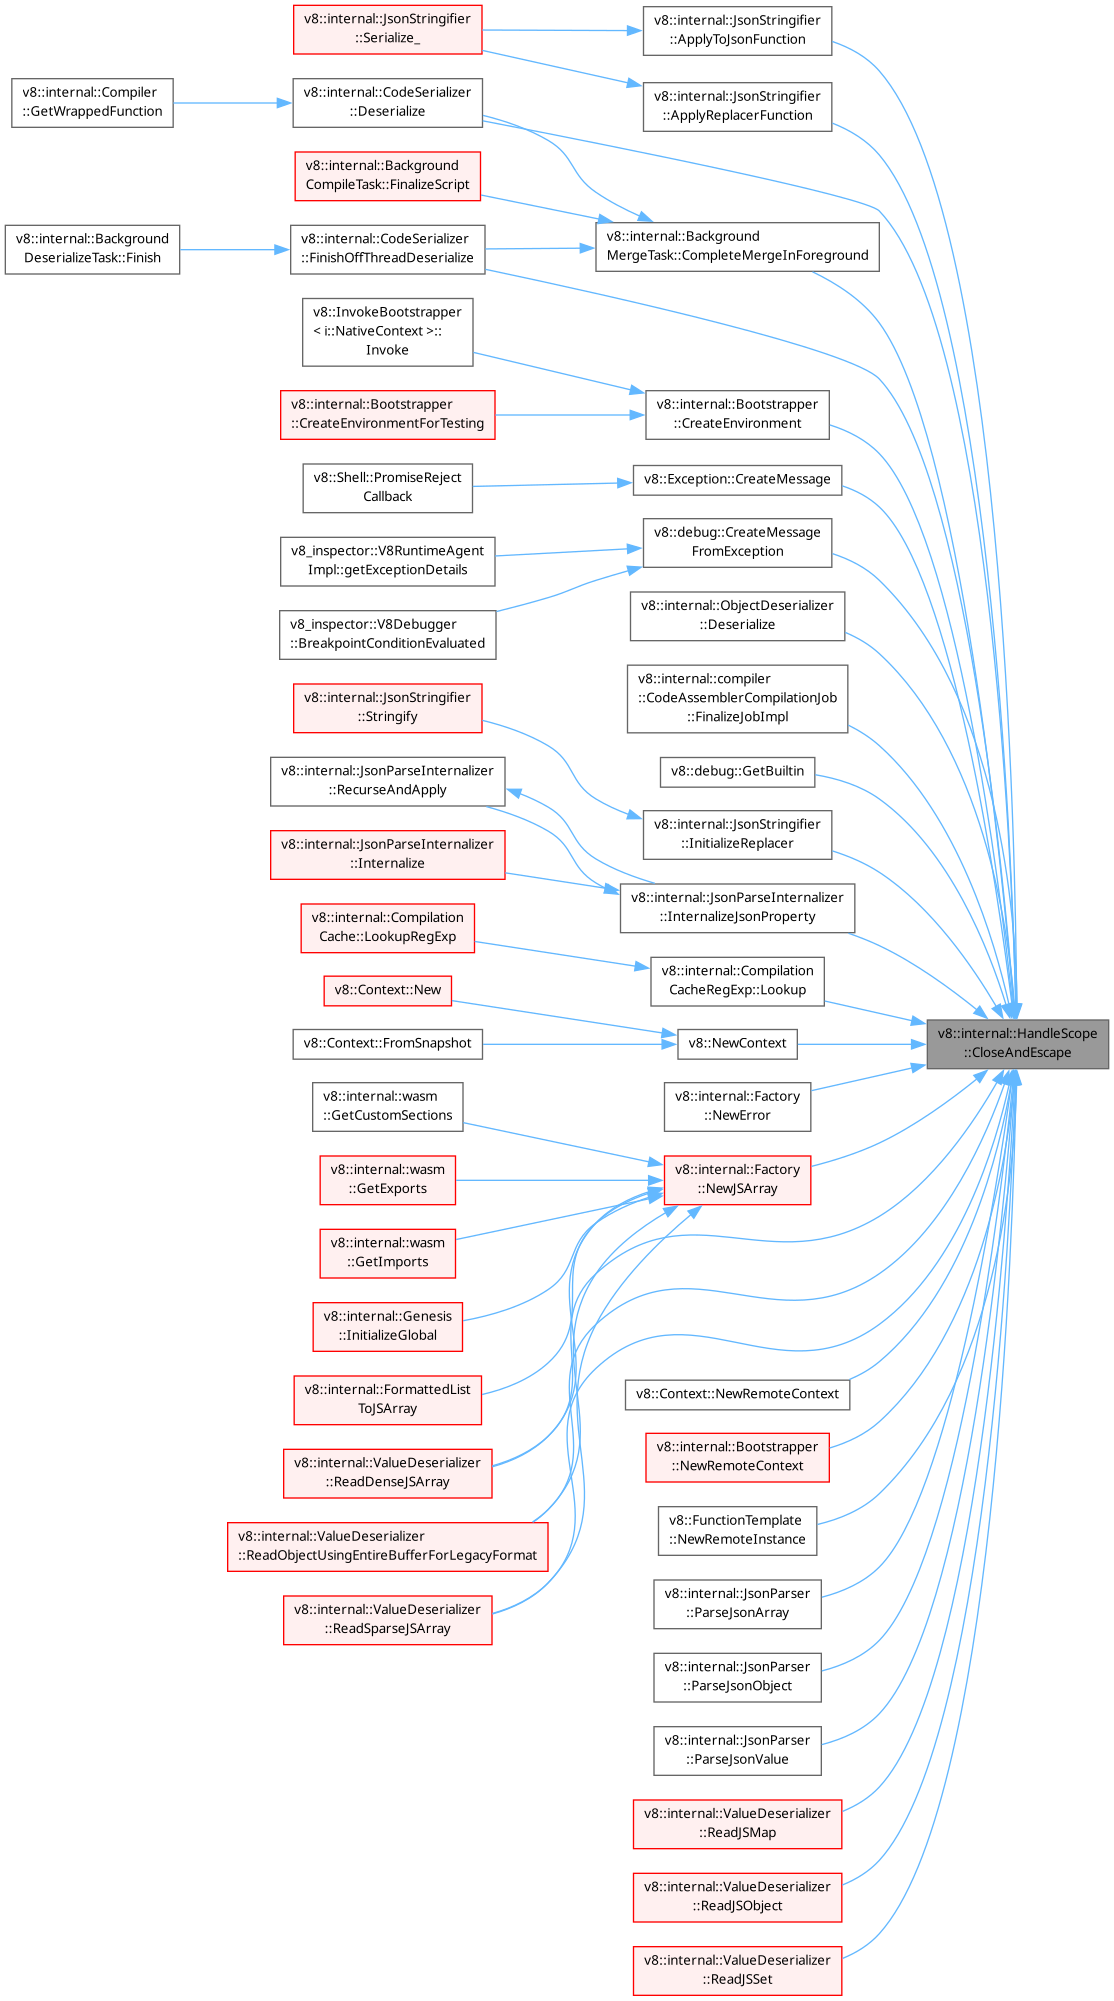 v8::internal::JsonStringifier
::Serialize_
v8::internal::JsonStringifier
::ApplyToJsonFunction
v8::internal::Compiler
::GetWrappedFunction
v8::internal::CodeSerializer
::Deserialize
v8::internal::JsonStringifier
::ApplyReplacerFunction
v8::internal::Background
CompileTask::FinalizeScript
v8::internal::Background
DeserializeTask::Finish
v8::internal::CodeSerializer
::FinishOffThreadDeserialize
v8::internal::Background
MergeTask::CompleteMergeInForeground
v8::InvokeBootstrapper
< i::NativeContext >::
Invoke
v8::internal::Bootstrapper
::CreateEnvironmentForTesting
v8::internal::Bootstrapper
::CreateEnvironment
v8::Shell::PromiseReject
Callback
v8::Exception::CreateMessage
v8_inspector::V8RuntimeAgent
Impl::getExceptionDetails
v8::debug::CreateMessage
FromException
v8_inspector::V8Debugger
::BreakpointConditionEvaluated
v8::internal::ObjectDeserializer
::Deserialize
v8::internal::JsonStringifier
::Stringify
v8::internal::compiler
::CodeAssemblerCompilationJob
::FinalizeJobImpl
v8::internal::JsonParseInternalizer
::RecurseAndApply
v8::debug::GetBuiltin
v8::internal::JsonStringifier
::InitializeReplacer
v8::internal::JsonParseInternalizer
::Internalize
v8::internal::JsonParseInternalizer
::InternalizeJsonProperty
v8::internal::Compilation
Cache::LookupRegExp
v8::internal::Compilation
CacheRegExp::Lookup
v8::Context::New
v8::Context::FromSnapshot
v8::NewContext
v8::internal::HandleScope
::CloseAndEscape
v8::internal::wasm
::GetCustomSections
v8::internal::Factory
::NewError
v8::internal::wasm
::GetExports
v8::internal::Factory
::NewJSArray
v8::internal::wasm
::GetImports
v8::internal::Genesis
::InitializeGlobal
v8::internal::FormattedList
ToJSArray
v8::Context::NewRemoteContext
v8::internal::ValueDeserializer
::ReadDenseJSArray
v8::internal::Bootstrapper
::NewRemoteContext
v8::internal::ValueDeserializer
::ReadObjectUsingEntireBufferForLegacyFormat
v8::FunctionTemplate
::NewRemoteInstance
v8::internal::ValueDeserializer
::ReadSparseJSArray
v8::internal::JsonParser
::ParseJsonArray
v8::internal::JsonParser
::ParseJsonObject
v8::internal::JsonParser
::ParseJsonValue
v8::internal::ValueDeserializer
::ReadJSMap
v8::internal::ValueDeserializer
::ReadJSObject
v8::internal::ValueDeserializer
::ReadJSSet